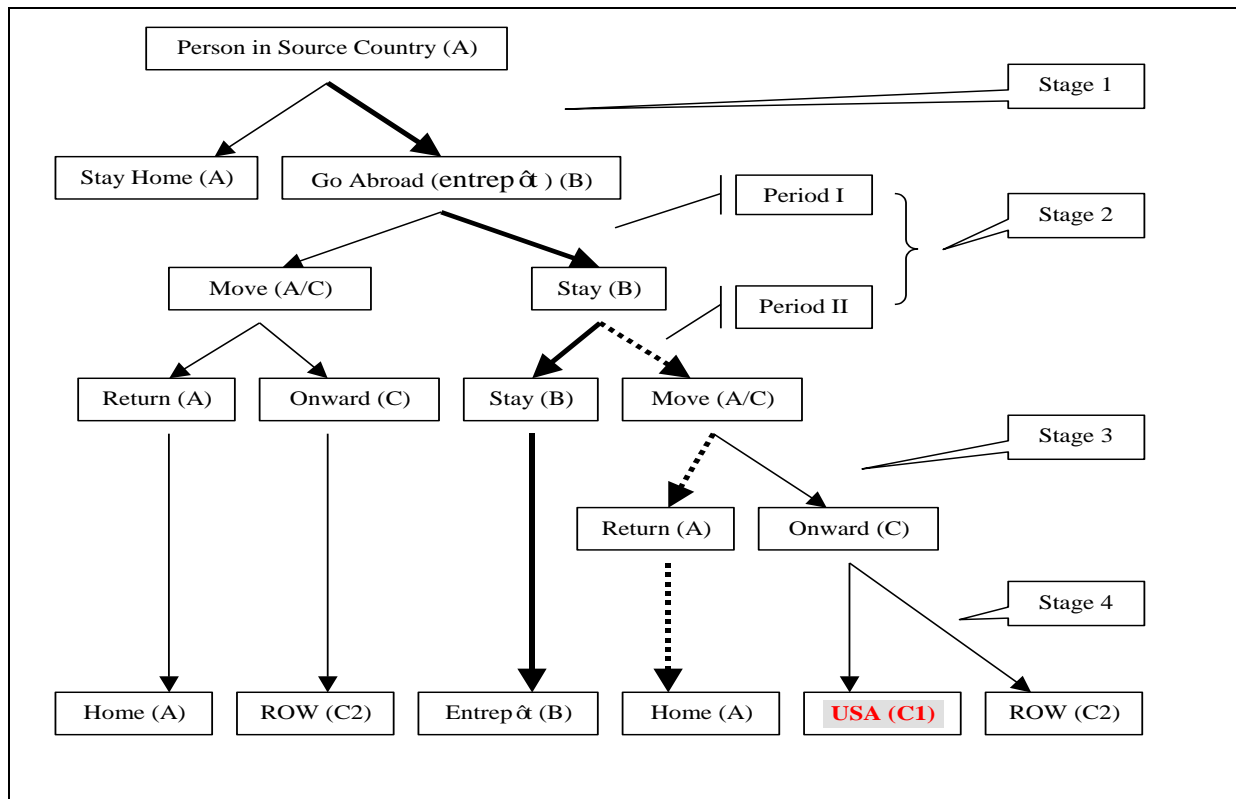 Person in Source Country (A)
Stage 1
Stay Home (A)
Go Abroad (entrepôt ) (B)
Period I
Stage 2
Move (A/C)
Stay (B)
Period II
Return (A)
Onward (C)
Stay (B)
Move (A/C)
Stage 3
Return (A)
Onward (C)
Stage 4
Home (A)
ROW (C2)
Entrepôt (B)
Home (A)
USA (C1)
ROW (C2)